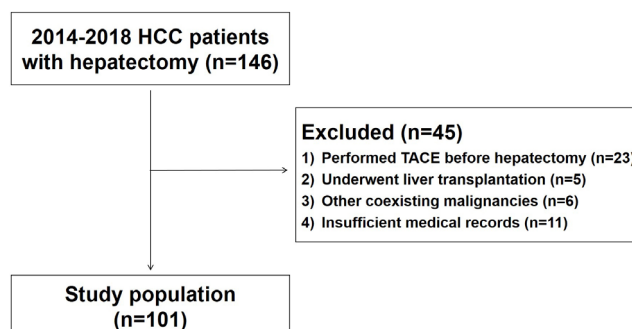 2014-2018 HCC patients
with hepatectomy (n=146)
Excluded (n=45)
1) Performed TACE before hepatectomy (n=23)
2) Underwent liver transplantation (n=5)
3) Other coexisting malignancies (n=6)
4) Insufficient medical records (n=11)
Study population
(n=101)